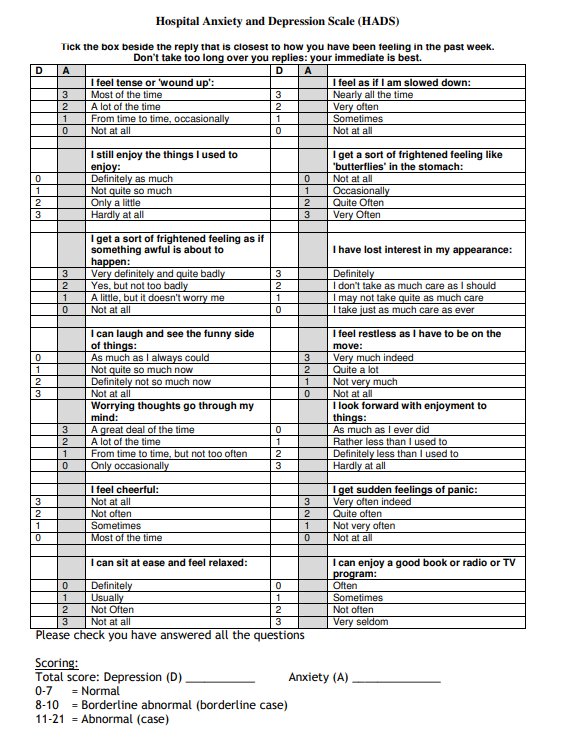 Hospital Anxiety and Depression Scale (HADS)
Tick the box beside the reply that is closest to how you have been feeling in the past week.
Don't take too long over you replies: your immediate is best.
D A
I feel tense or 'wound up':
3 Most of the time
2 A lot of the time
1 From time to time, occasionally
0 Not at all
I still enjoy the things I used to
enjoy:
0 Definitely as much
1 Not quite so much
2 Only a little
3 Hardly at all
I get a sort of frightened feeling as if
something awful is about to
happen:
3 Very definitely and quite badly
2 Yes, but not too badly
1 A little, but it doesn't worry me
0 Not at all
I can laugh and see the funny side
of things:
0 As much as I always could
1 Not quite so much now
2 Definitely not so much now
3 Not at all
Worrying thoughts go through my
mind:
3 A great deal of the time
2 A lot of the time
1 From time to time, but not too often
0 Only occasionally
I feel cheerful:
3 Not at all
2 Not often
1 Sometimes
0 Most of the time
I can sit at ease and feel relaxed:
0 Definitely
1 Usually
2 Not Often
3 Not at all
D A
I feel as if I am slowed down:
3 Nearly all the time
2 Very often
1 Sometimes
0 Not at all
I get a sort of frightened feeling like
'butterflies' in the stomach:
0 Not at all
1 Occasionally
2 Quite Often
3 Very Often
I have lost interest in my appearance:
3 Definitely
2 I don't take as much care as I should
1 I may not take quite as much care
0 I take just as much care as ever
I feel restless as I have to be on the
move:
3 Very much indeed
2 Quite a lot
1 Not very much
0 Not at all
I look forward with enjoyment to
things:
0 As much as I ever did
1 Rather less than I used to
2 Definitely less than I used to
3 Hardly at all
I get sudden feelings of panic:
3 Very often indeed
2 Quite often
1 Not very often
0 Not at all
I can enjoy a good book or radio or TV
program:
0 Often
1 Sometimes
2 Not often
3 Very seldom
Please check you have answered all the questions
Scoring:
Total score: Depression (D) ___________ Anxiety (A) ______________
0-7 = Normal
8-10 = Borderline abnormal (borderline case)
11-21 = Abnormal (case)